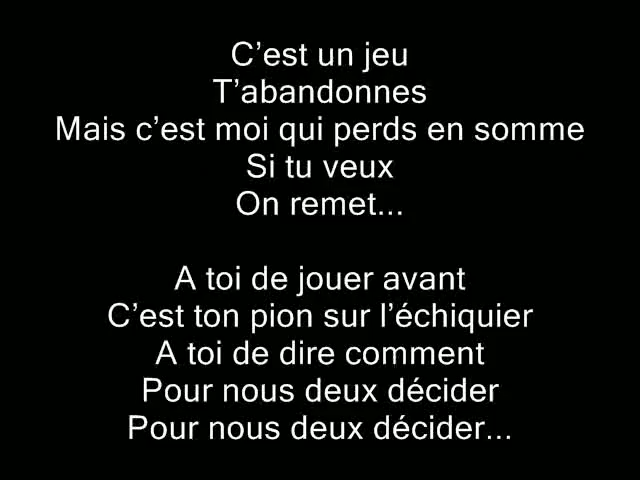 C’est un jeu
T’abandonnes
Mais c’est moi qui perds en somme
Si tu veux
On remet...
A toi de jouer avant
C’est ton pion sur l’échiquier
A toi de dire comment
Pour nous deux décider
Pour nous deux décider...